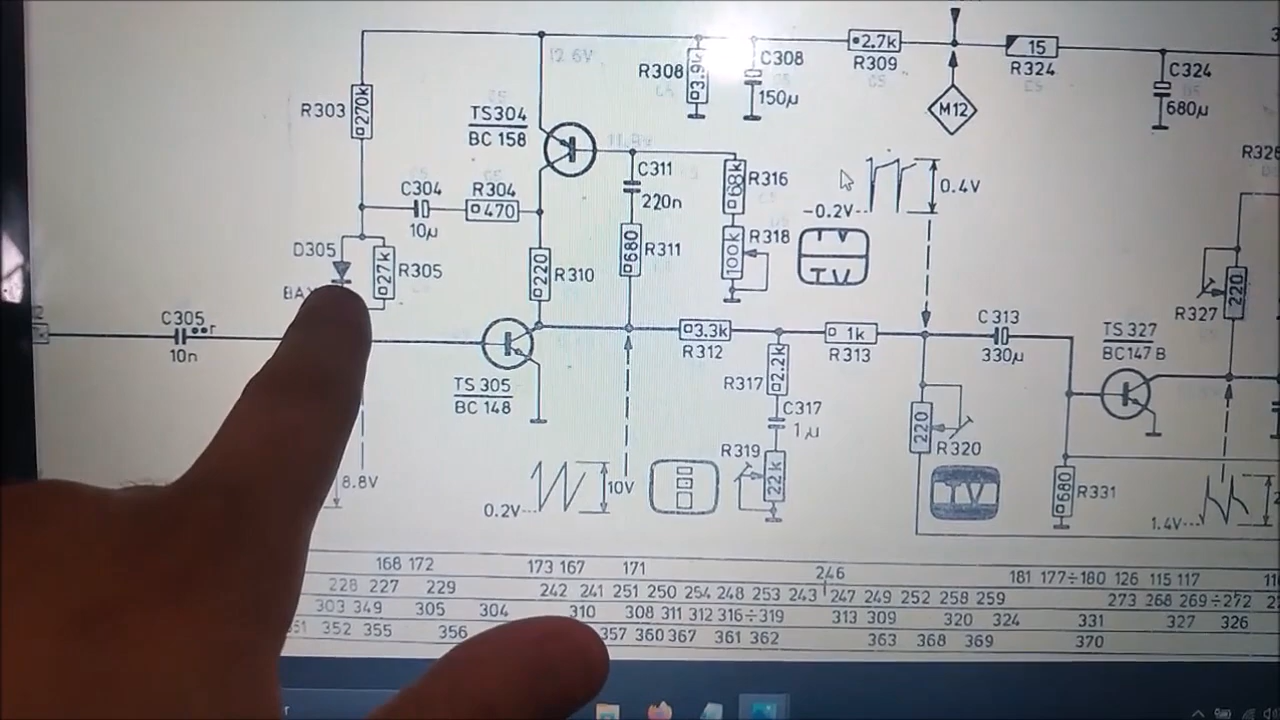 12.6V
2.7k
R309
15
R324
R308
3.9k
C308
150µ
M12
C324
680µ
R303
270k
TS304
BC 158
C311
220n
68k
R316
0.4V
-0.2V
R326
C304
10µ
R304
470
D305
27k
R305
220
R310
680
R311
100k
R318
TV
TV
BA
C305
10n
TS 305
BC 148
3.3k
R312
1k
R313
C313
330µ
TS 327
BC147 B
R327
220
2.2k
R317
C317
1µ
R319
22k
220
R320
TV
680
R331
8.8V
0.2V
10V
1.4V
168 172 173 167 171 246 181 177÷180 126 115 117
228 227 229 242 241 251 250 254 248 253 243 247 249 252 258 259 273 268 269÷272
303 349 305 304 310 308 311 312 316÷319 313 309 320 324 331 327 326
352 355 356 357 360 367 361 362 363 368 369 370